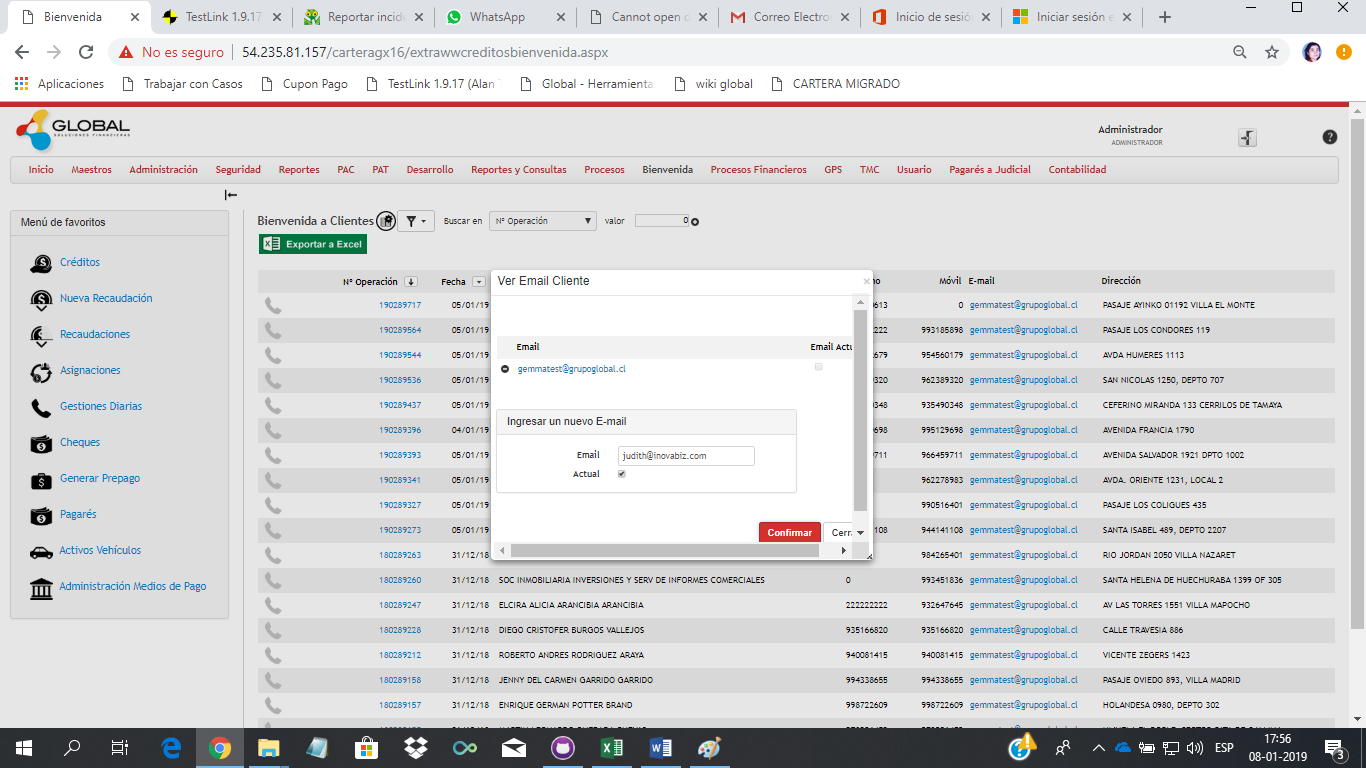 Bienvenida
TestLink 1.9.17
Reportar incid
WhatsApp
Cannot open d
Correo Electro
Inicio de sesió
Iniciar sesión e
No es seguro 54.235.81.157/carteragx16/extrawwcreditosbienvenida.aspx
Aplicaciones Trabajar con Casos Cupon Pago TestLink 1.9.17 (Alan Global - Herramienta wiki global CARTERA MIGRADO
GLOBAL
SOLUCIONES FINANCIERAS
Administrador
ADMINISTRADOR
Inicio Maestros Administración Seguridad Reportes PAC PAT Desarrollo Reportes y Consultas Procesos Bienvenida Procesos Financieros GPS TMC Usuario Pagarés a Judicial Contabilidad
Menú de favoritos
Créditos
Nueva Recaudación
Recaudaciones
Asignaciones
Gestiones Diarias
Cheques
Generar Prepago
Pagarés
Activos Vehículos
Administración Medios de Pago
Bienvenida a Clientes Buscar en Nº Operación valor 0
Exportar a Excel
Nº Operación Fecha Móvil E-mail Dirección
190289717 05/01/19 0613 0 gemmatest@grupoglobal.cl PASAJE AYINKO 01192 VILLA EL MONTE
190289564 05/01/19 222 993185898 gemmatest@grupoglobal.cl PASAJE LOS CONDORES 119
190289544 05/01/19 2679 954560179 gemmatest@grupoglobal.cl AVDA HUMERES 1113
190289536 05/01/19 9320 962389320 gemmatest@grupoglobal.cl SAN NICOLAS 1250, DEPTO 707
190289437 05/01/19 0348 935490348 gemmatest@grupoglobal.cl CEFERINO MIRANDA 133 CERRILOS DE TAMAYA
190289396 04/01/19 9698 995129698 gemmatest@grupoglobal.cl AVENIDA FRANCIA 1790
190289393 05/01/19 966459711 gemmatest@grupoglobal.cl AVENIDA SALVADOR 1921 DPTO 1002
190289341 05/01/19 962278983 gemmatest@grupoglobal.cl AVDA. ORIENTE 1231, LOCAL 2
190289327 05/01/19 990516401 gemmatest@grupoglobal.cl PASAJE LOS COLIGUES 435
190289273 05/01/19 108 944141108 gemmatest@grupoglobal.cl SANTA ISABEL 489, DEPTO 2207
180289263 31/12/18 984265401 gemmatest@grupoglobal.cl RIO JORDAN 2050 VILLA NAZARET
180289260 31/12/18 SOC INMOBILIARIA INVERSIONES Y SERV DE INFORMES COMERCIALES 0 993451836 gemmatest@grupoglobal.cl SANTA HELENA DE HUECHURABA 1399 OF 305
180289247 31/12/18 ELCIRA ALICIA ARANCIBIA ARANCIBIA 222222222 932647645 gemmatest@grupoglobal.cl AV LAS TORRES 1551 VILLA MAPOCHO
180289228 31/12/18 DIEGO CRISTOFER BURGOS VALLEJOS 935166820 935166820 gemmatest@grupoglobal.cl CALLE TRAVESIA 886
180289212 31/12/18 ROBERTO ANDRES RODRIGUEZ ARAYA 940081415 940081415 gemmatest@grupoglobal.cl VICENTE ZEGERS 1423
180289158 31/12/18 JENNY DEL CARMEN GARRIDO GARRIDO 994338655 994338655 gemmatest@grupoglobal.cl PASAJE OVIEDO 893, VILLA MADRID
180289157 31/12/18 ENRIQUE GERMAN POTTER BRAND 998722609 998722609 gemmatest@grupoglobal.cl HOLANDESA 0980, DEPTO 302
Ver Email Cliente
Email Email Actu
gemmatest@grupoglobal.cl
Ingresar un nuevo E-mail
Email judith@inovabiz.com
Actual
Confirmar Cerr
ESP 17:56
08-01-2019 3